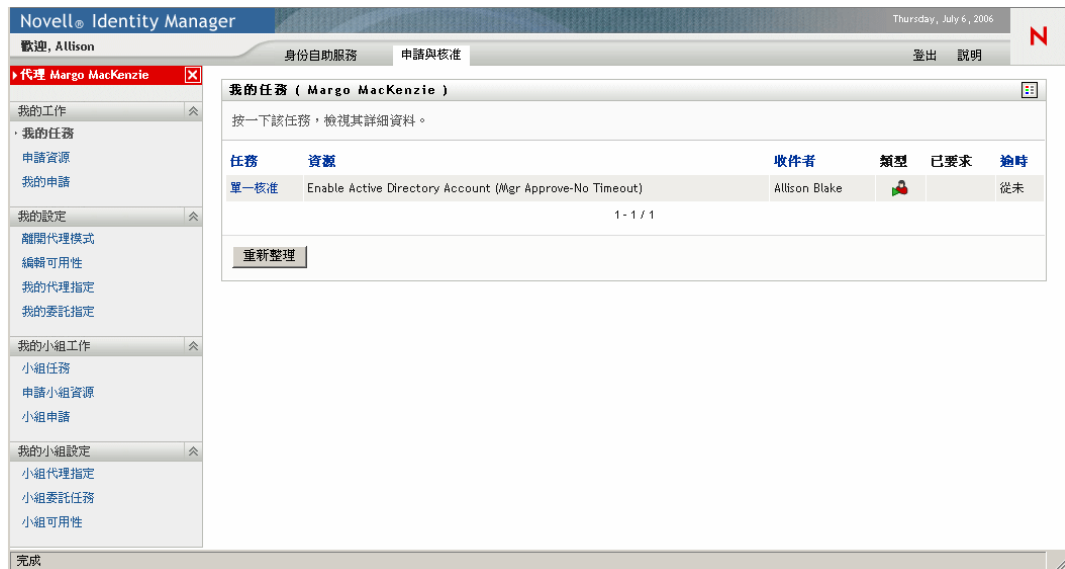 Novell® Identity Manager
Thursday, July 6, 2006
N
歡迎, Allison
身份自助服務
申請與核准
登出
說明
代理 Margo MacKenzie
我的工作
我的任務
申請資源
我的申請
我的設定
離開代理模式
編輯可用性
我的代理指定
我的委託指定
我的小組工作
小組任務
申請小組資源
小組申請
我的小組設定
小組代理指定
小組委託任務
小組可用性
我的任務 ( Margo MacKenzie )
按一下該任務，檢視其詳細資料。
任務 資源 收件者 類型 已要求 逾時
單一核准 Enable Active Directory Account (Mgr Approve-No Timeout) Allison Blake 從未
1 - 1 / 1
重新整理
完成